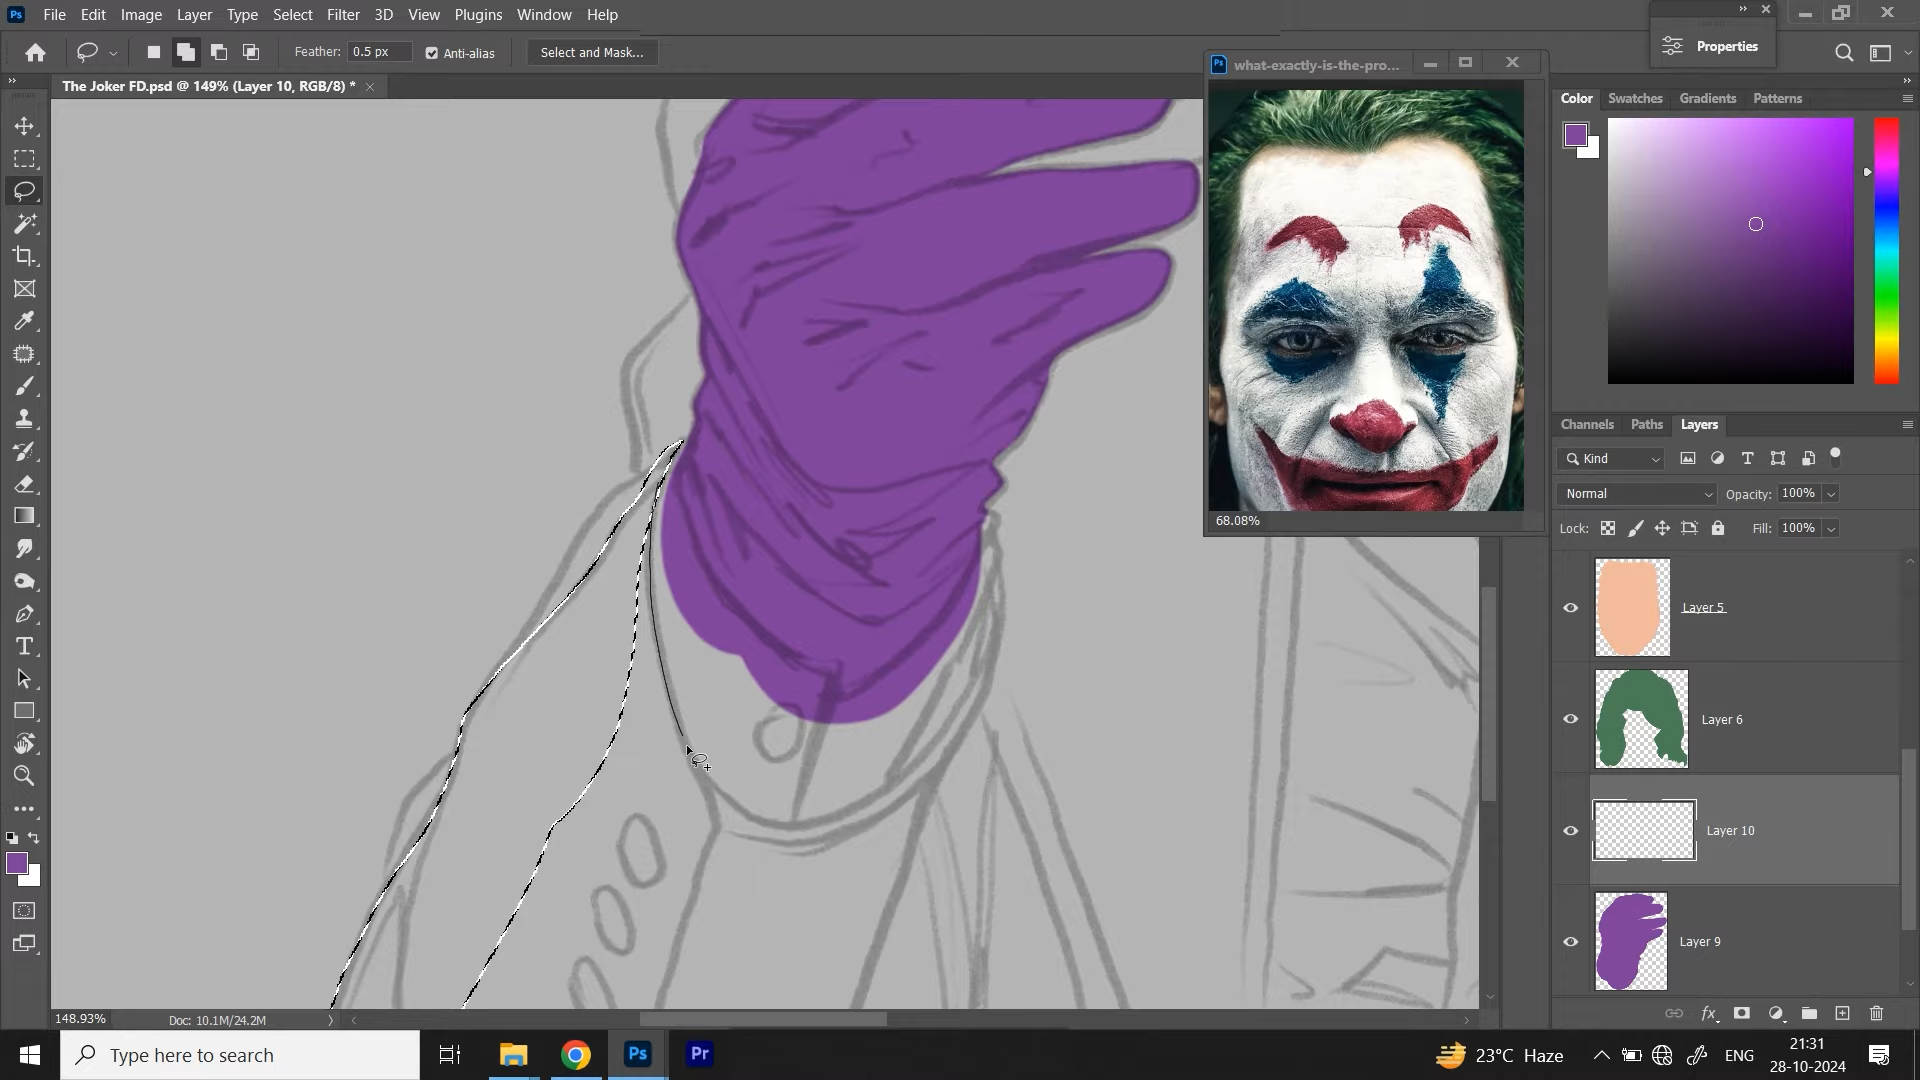 Ps File Edit Image Layer Type Select Filter 3D View Plugins Window Help
Feather: 0.5 px Anti-alias Select and Mask...
The Joker FD.psd @ 149% (Layer 10, RGB/8) *
Ps what-exactly-is-the-pro...
68.08%
Properties
Color Swatches Gradients Patterns
Channels Paths Layers
Kind
Normal Opacity: 100%
Lock: Fill: 100%
Layer 5
Layer 6
Layer 10
Layer 9
fx
148.93% Doc: 10.1M/24.2M
Type here to search
Ps Pr
23°C Haze ENG
21:31
28-10-2024